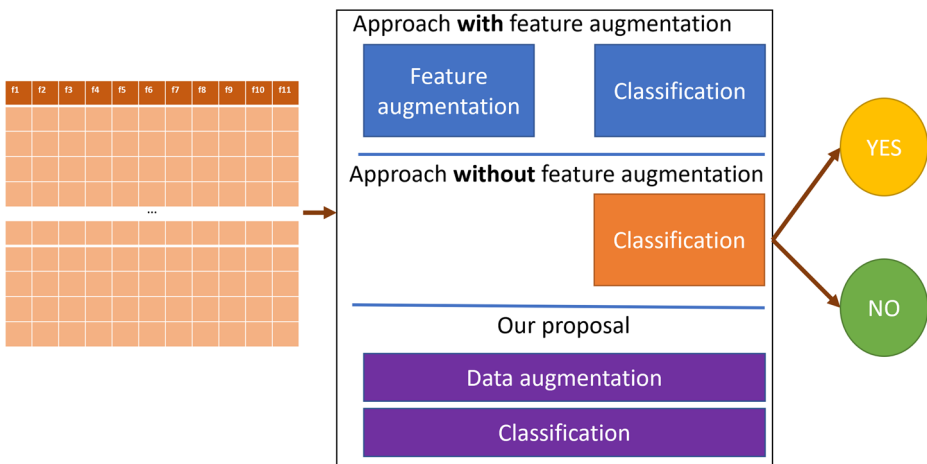 Approach with feature augmentation
Feature
augmentation
Classification
f1 f2 f3 f4 f5 f6 f7 f8 f9 f10 f11
...
Approach without feature augmentation
Classification
YES
NO
Our proposal
Data augmentation
Classification